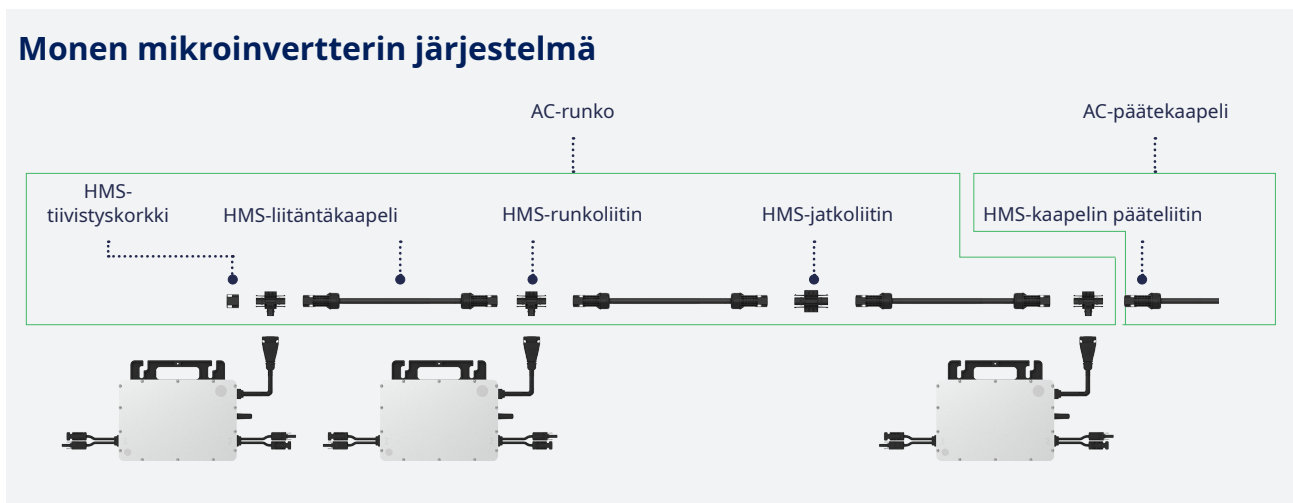 Monen mikroinvertterin järjestelmä
AC-runko
AC-päätekaapeli
HMS-
tiivistyskorkki
HMS-liitäntäkaapeli
HMS-runkoliitin
HMS-jatkoliitin
HMS-kaapelin pääteliitin